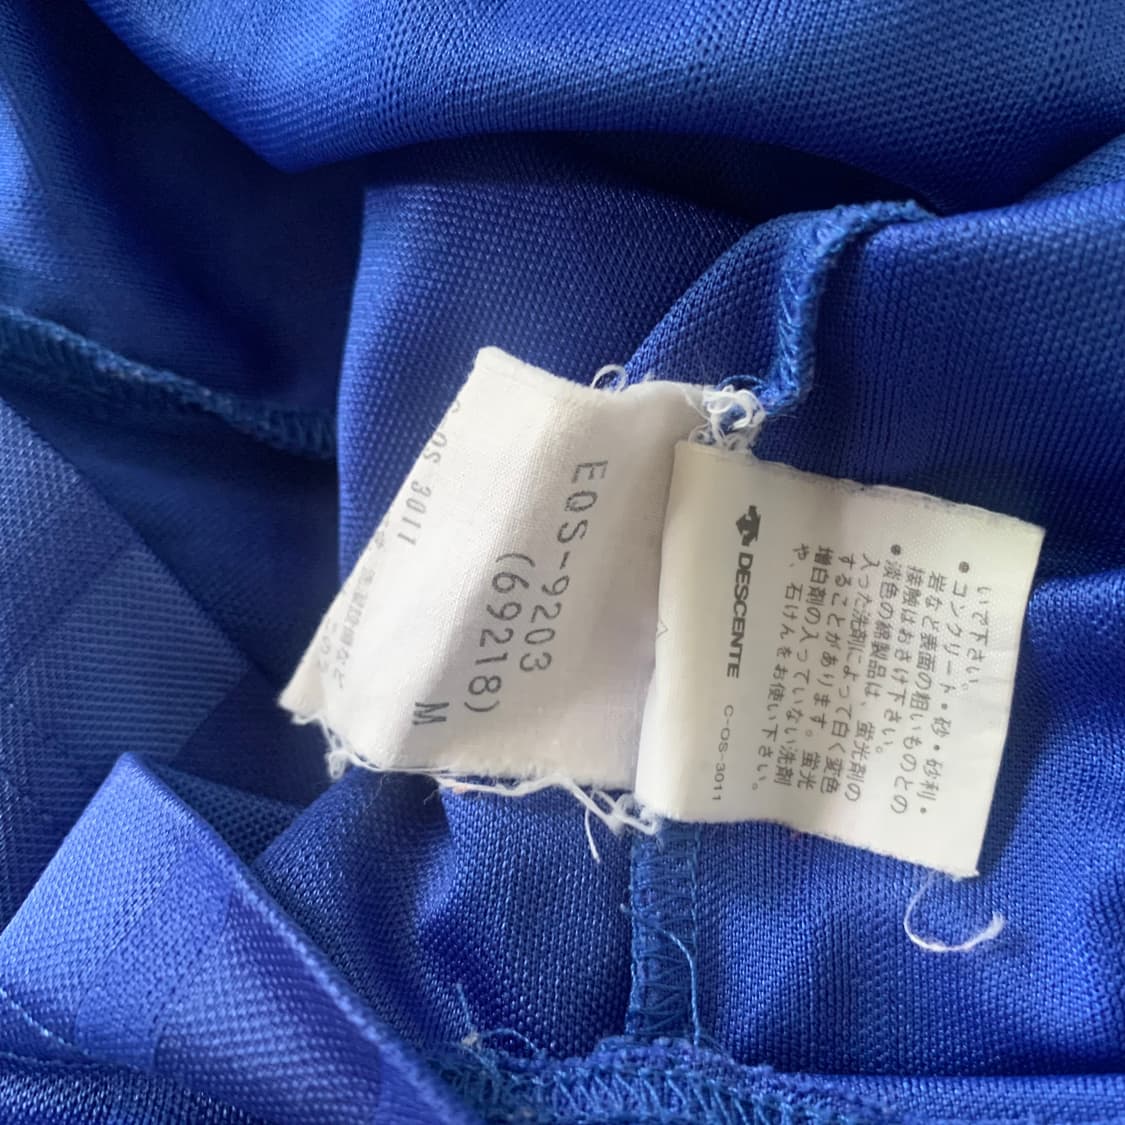 EQS-9203
(69218)
M
OS 3011
DESCENTE
C-OS-3011
いで下さい。
●コンクリート・砂・砂利・
岩など表面の粗いものとの
接触はおさけ下さい。
●淡色の綿製品は、蛍光剤の
入った洗剤によって白く変色
することがあります。蛍光
増白剤の入っていない洗剤
や、石けんをお使い下さい。